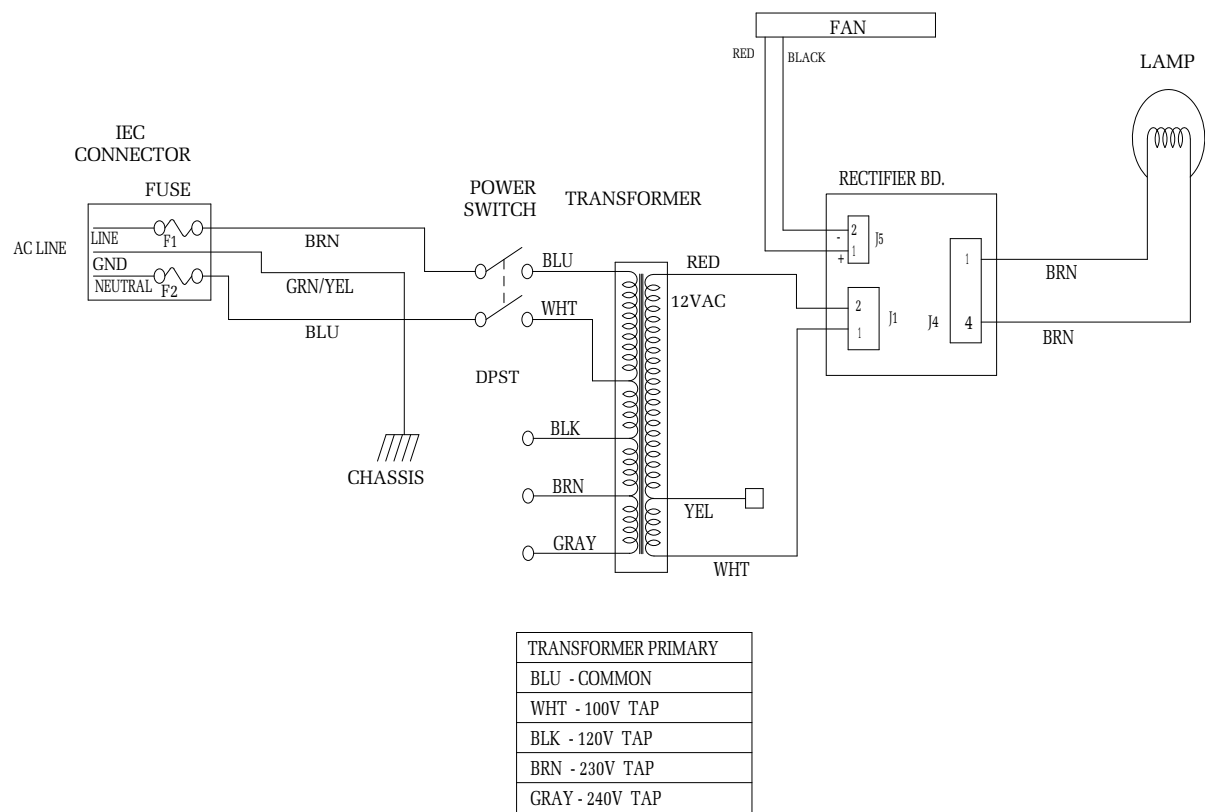 FAN
RED
BLACK
LAMP
IEC
CONNECTOR
FUSE
POWER
SWITCH
TRANSFORMER
RECTIFIER BD.
AC LINE
LINE
F1
BRN
GND
NEUTRAL
F2
GRN/YEL
BLU
BLU
WHT
DPST
RED
12VAC
-
2
1
+
J5
2
1
J1
J4
1
4
BRN
BRN
CHASSIS
BLK
BRN
GRAY
YEL
WHT
TRANSFORMER PRIMARY
BLU - COMMON
WHT - 100V TAP
BLK - 120V TAP
BRN - 230V TAP
GRAY - 240V TAP